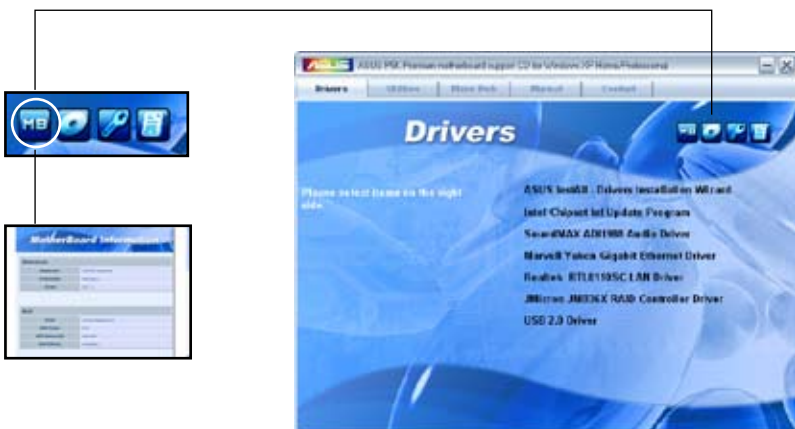 ASUS
ASUS P5K Premium motherboard support CD for Windows XP Home/Professional
Drivers
Utilities
Make Disk
Manual
Contact
Drivers
MB
MB
Please select items on the right
side.
ASUS InstAll - Drivers Installation Wizard
Intel Chipset Inf Update Program
SoundMAX ADI1988 Audio Driver
Marvell Yukon Gigabit Ethernet Driver
Realtek RTL8110SC LAN Driver
JMicron JMB36X RAID Controller Driver
USB 2.0 Driver
MotherBoard Information